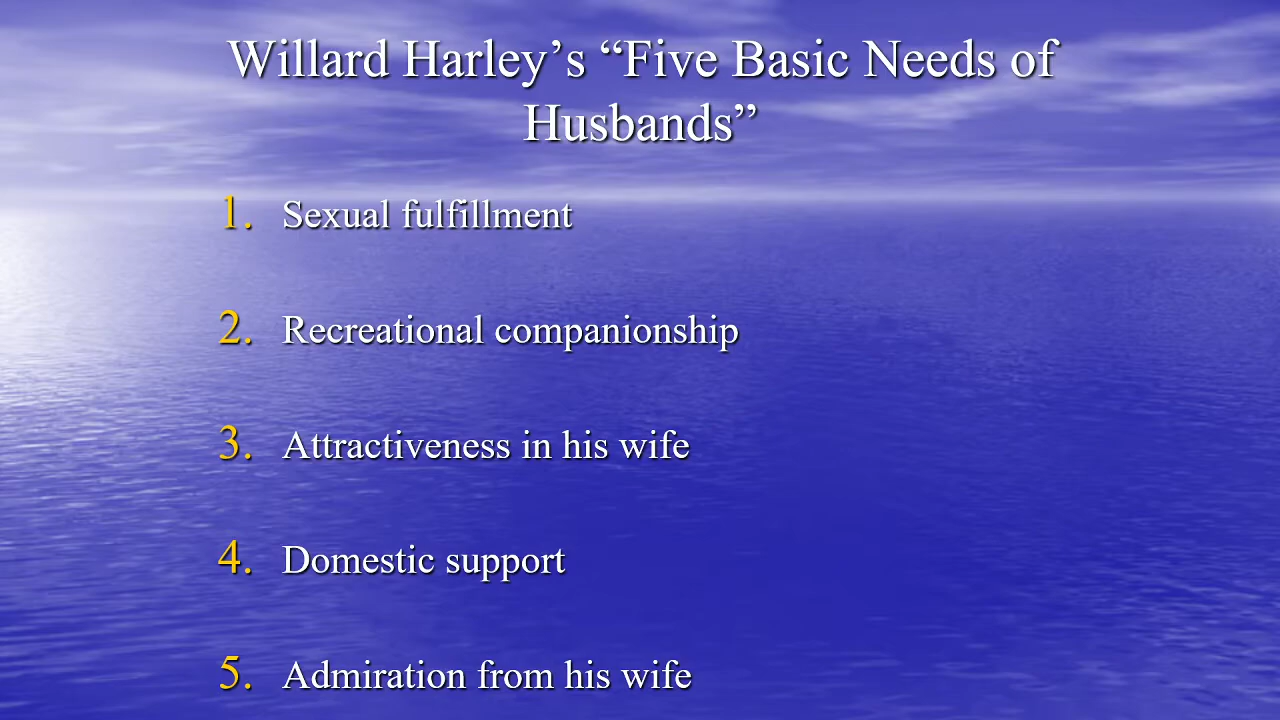 Willard Harley’s “Five Basic Needs of
Husbands”
1. Sexual fulfillment
2. Recreational companionship
3. Attractiveness in his wife
4. Domestic support
5. Admiration from his wife